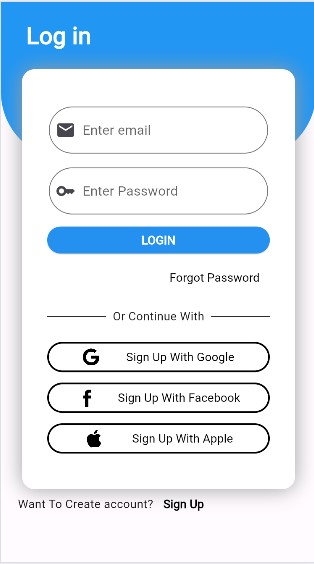 Log in
Enter email
Enter Password
LOGIN
Forgot Password
Or Continue With
Sign Up With Google
Sign Up With Facebook
Sign Up With Apple
Want To Create account? Sign Up